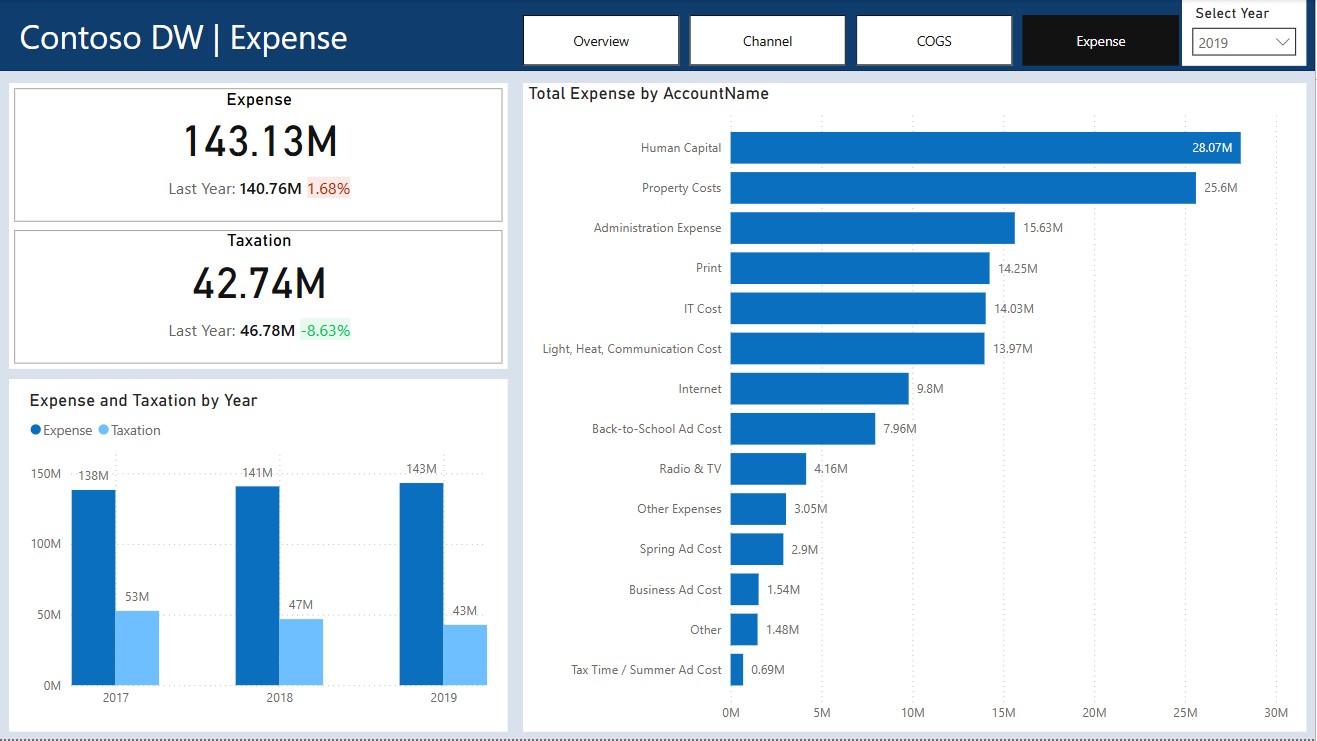 Contoso DW | Expense
Overview
Channel
COGS
Expense
Select Year
2019
Expense
143.13M
Last Year: 140.76M 1.68%
Taxation
42.74M
Last Year: 46.78M -8.63%
Expense and Taxation by Year
Expense Taxation
150M
100M
50M
0M
138M
53M
141M
47M
143M
43M
2017
2018
2019
Total Expense by AccountName
Human Capital 28.07M
Property Costs 25.6M
Administration Expense 15.63M
Print 14.25M
IT Cost 14.03M
Light, Heat, Communication Cost 13.97M
Internet 9.8M
Back-to-School Ad Cost 7.96M
Radio & TV 4.16M
Other Expenses 3.05M
Spring Ad Cost 2.9M
Business Ad Cost 1.54M
Other 1.48M
Tax Time / Summer Ad Cost 0.69M
0M 5M 10M 15M 20M 25M 30M